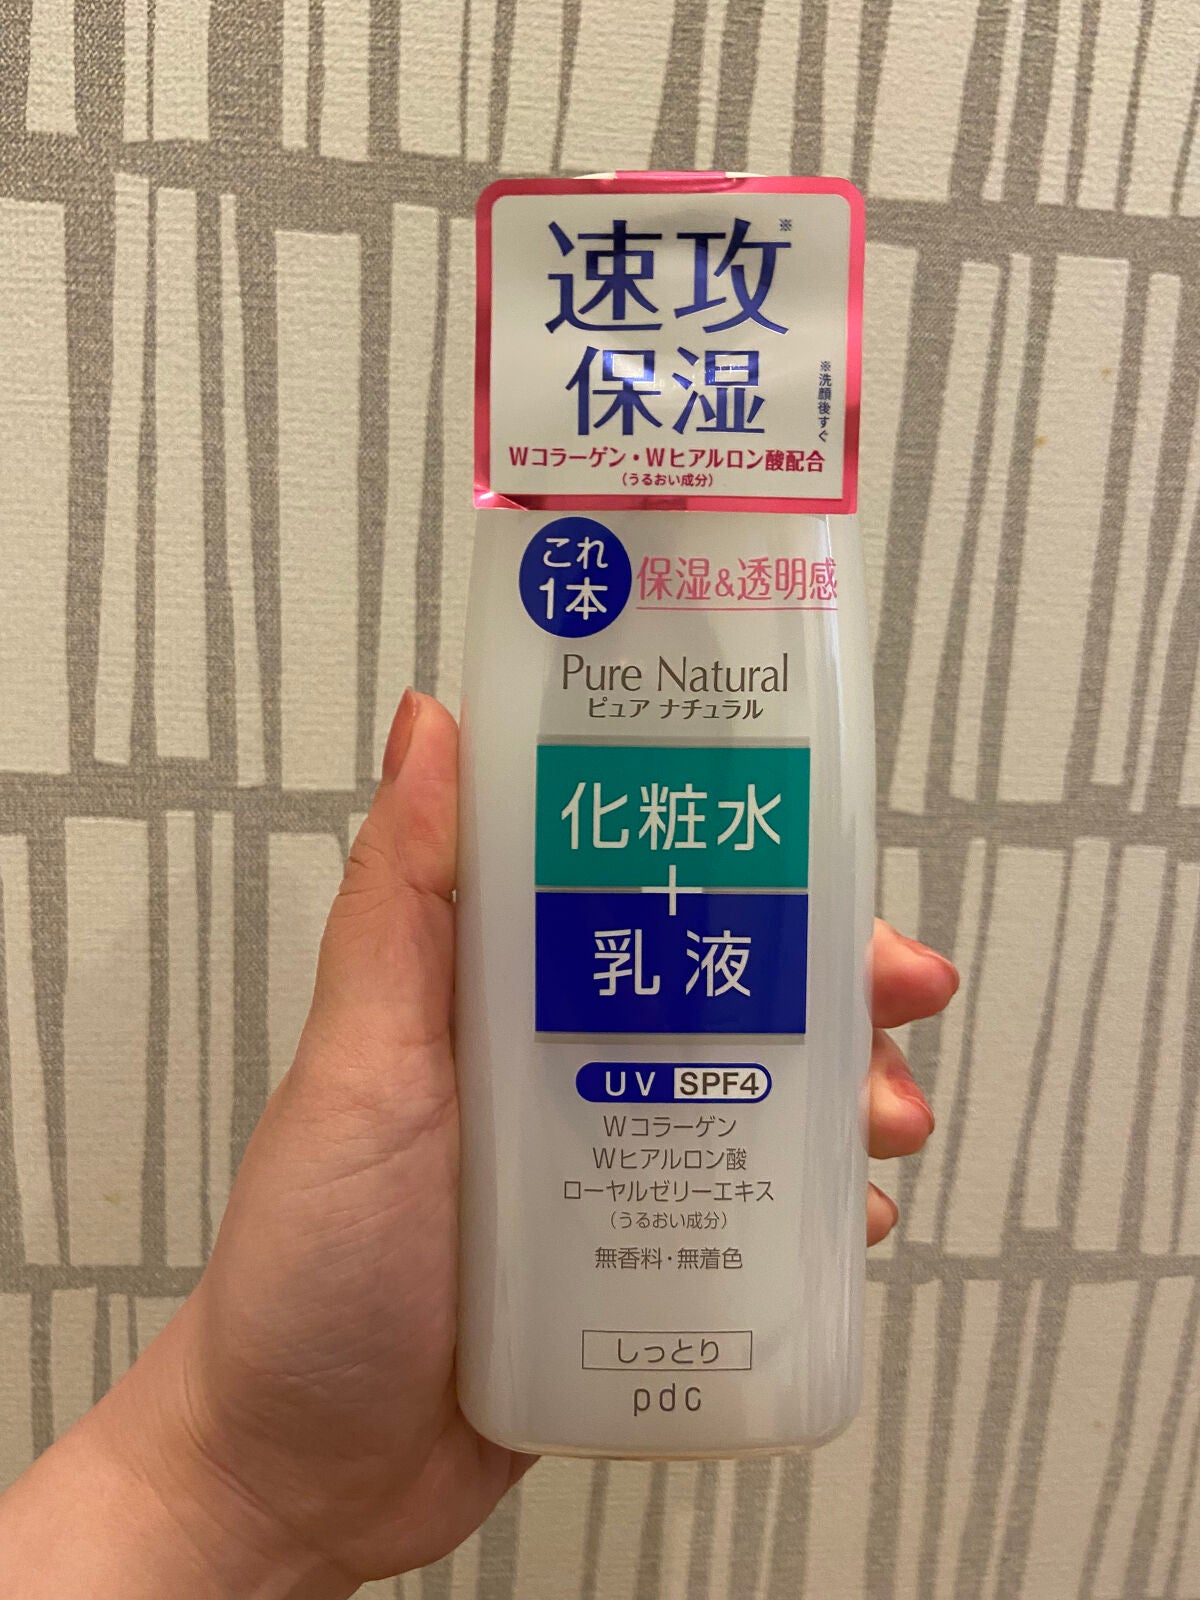 速攻※
保湿
※洗顔後すぐ
Wコラーゲン・Wヒアルロン酸配合
(うるおい成分)
これ
1本
保湿&透明感
Pure Natural
ピュア ナチュラル
化粧水
+
乳液
UV SPF4
Wコラーゲン
Wヒアルロン酸
ローヤルゼリーエキス
(うるおい成分)
無香料・無着色
しっとり
pdc